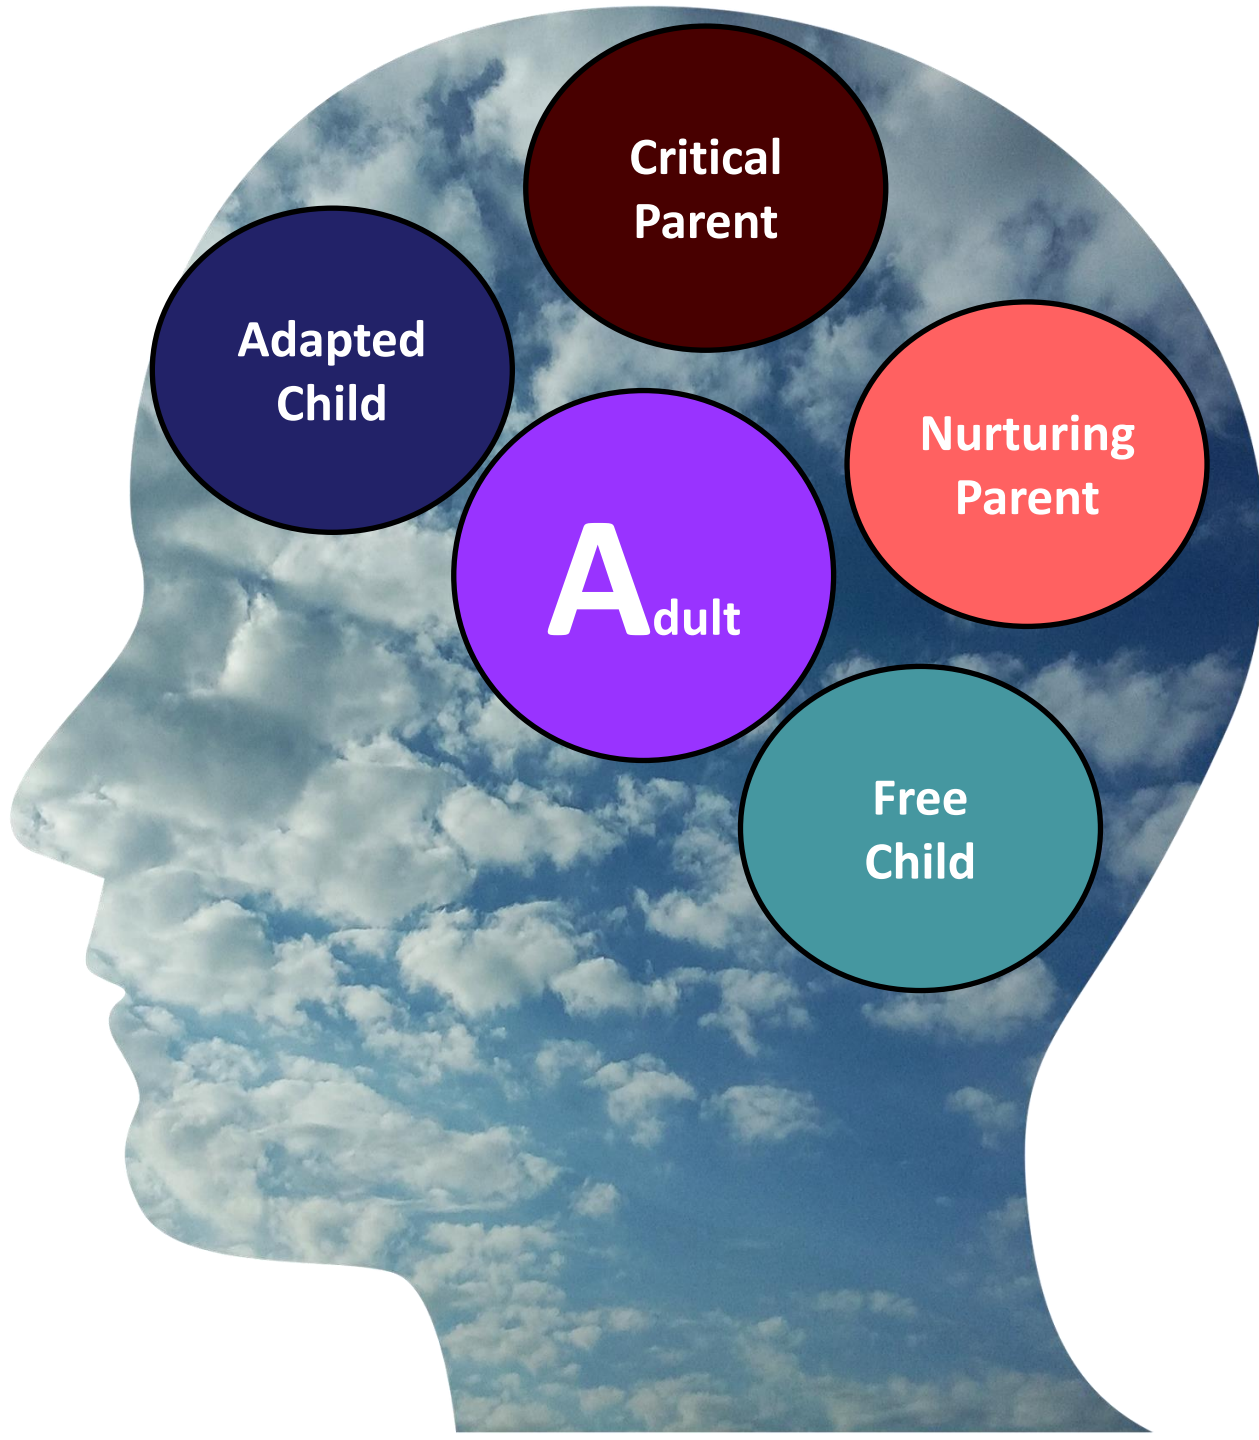 Critical
Parent
Adapted
Child
Nurturing
Parent
Adult
Free
Child